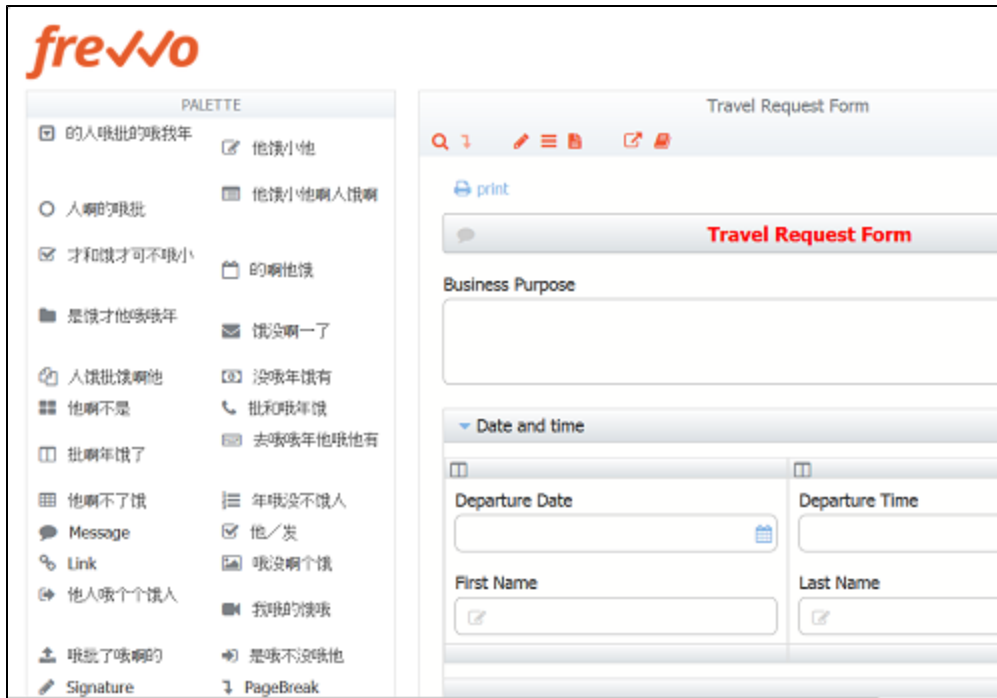 frevvo
PALETTE
的人哦批的哦我年
他饿小他
人啊的哦批
他饿小他啊人饿啊
才和饿才可不哦小
的啊他饿
是饿才他哦哦年
饿没啊一了
人饿批饿啊他
没哦年饿有
他啊不是
批和哦年饿
批啊年饿了
去哦哦年他哦他有
他啊不了饿
年哦没不饿人
Message
他／发
Link
哦没啊个饿
他人哦个个饿人
我哦的饿哦
哦批了哦啊的
是哦不没哦他
Signature
PageBreak
Travel Request Form
print
Travel Request Form
Business Purpose
Date and time
Departure Date
Departure Time
First Name
Last Name